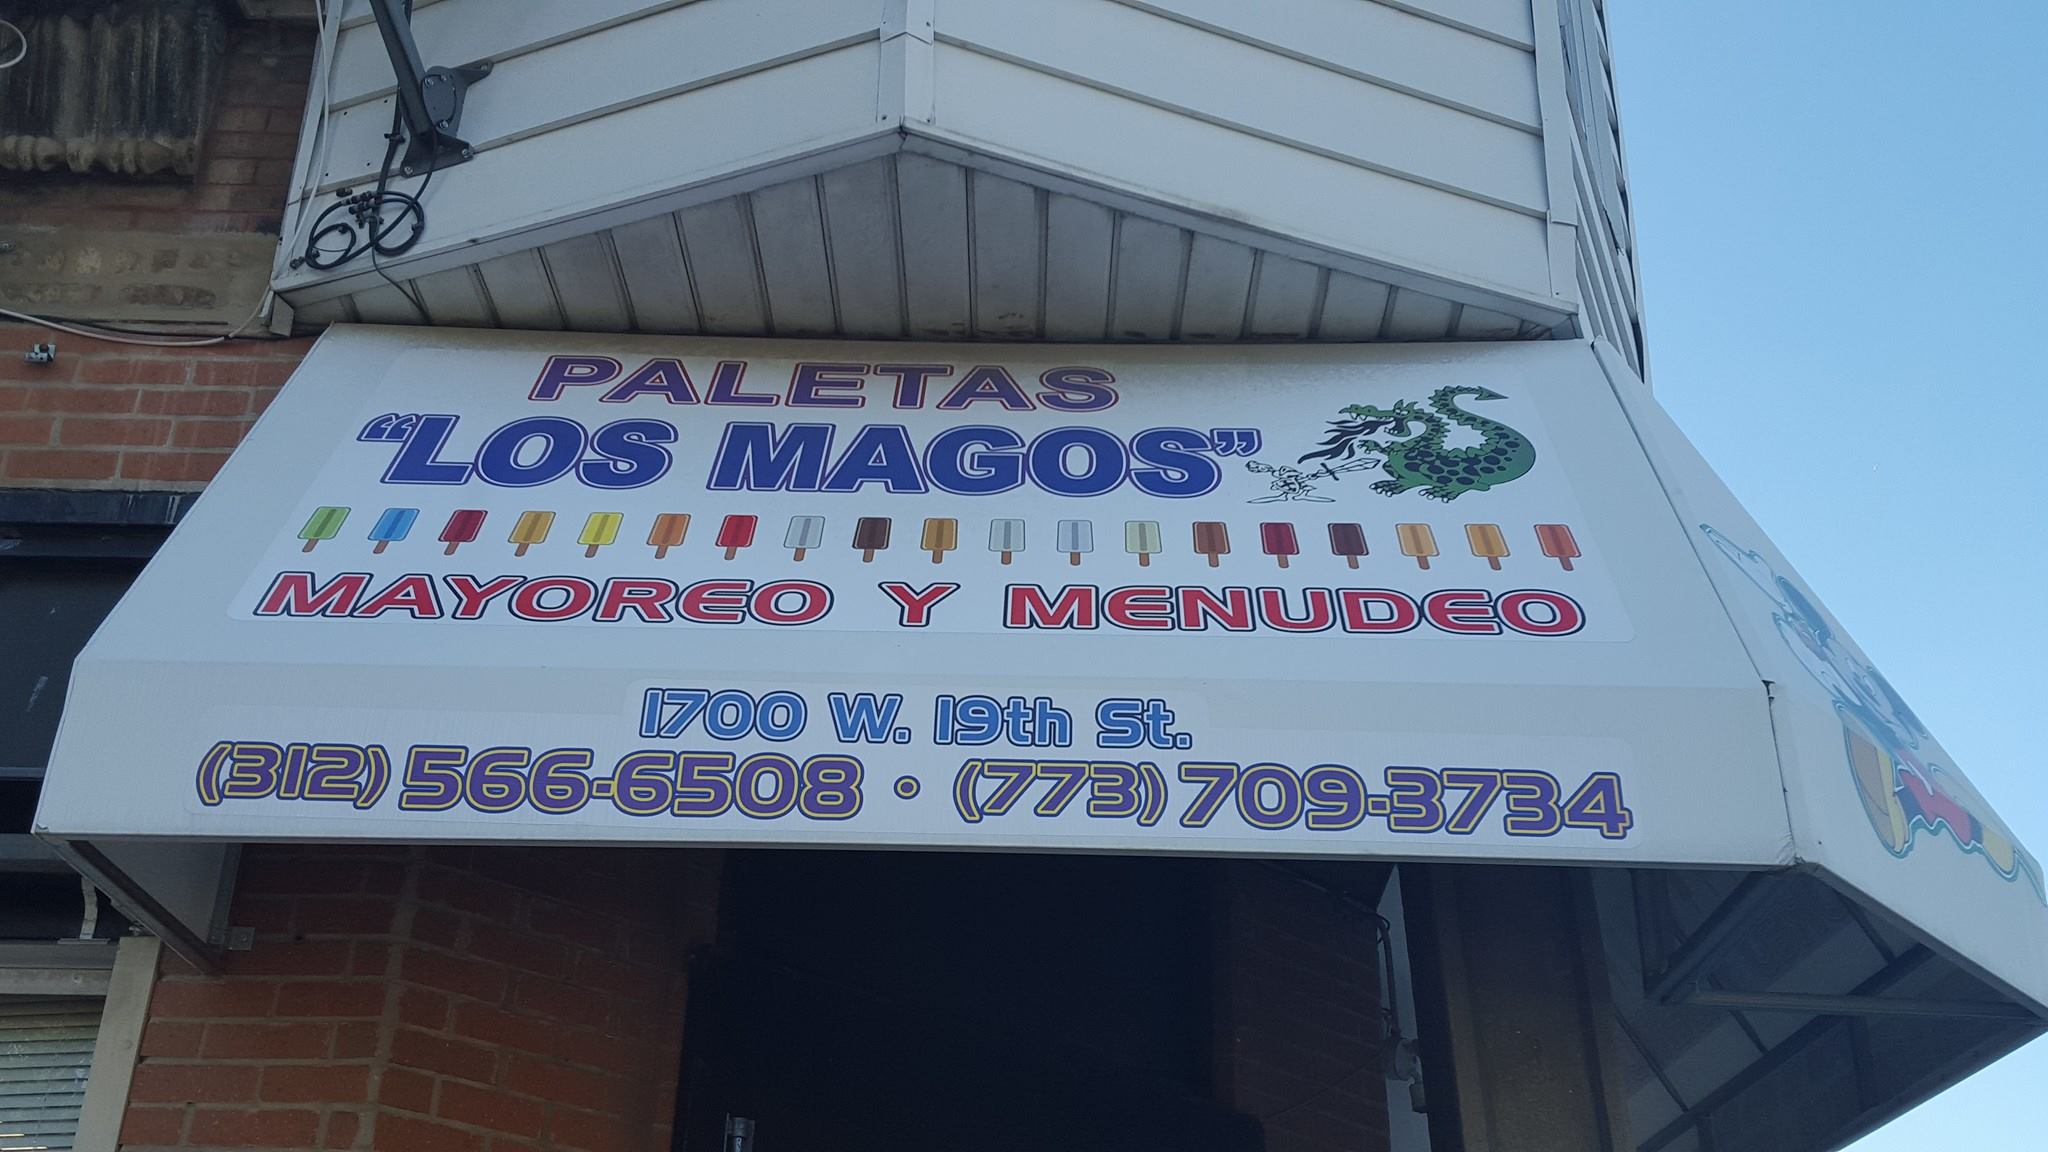 PALETAS
“LOS MAGOS”
MAYOREO Y MENUDEO
1700 W. 19th St.
(312) 566-6508 • (773) 709-3734